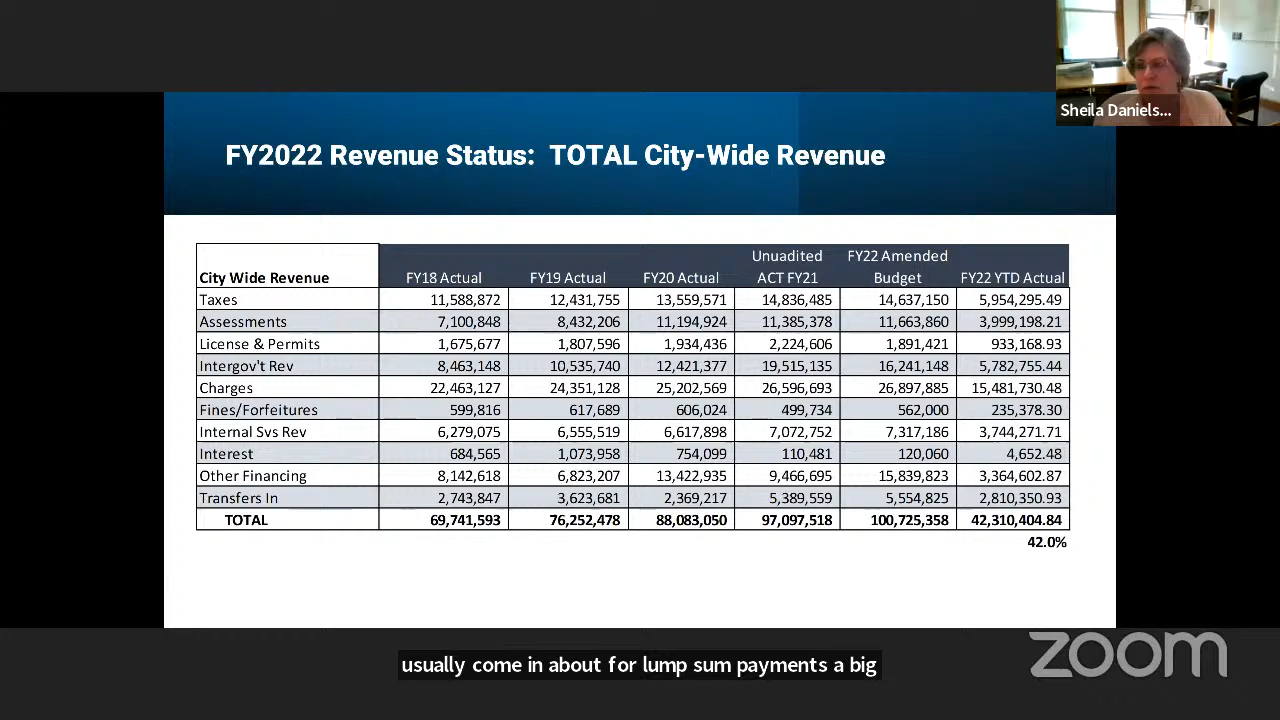 Sheila Daniels...
FY2022 Revenue Status: TOTAL City-Wide Revenue
City Wide Revenue FY18 Actual FY19 Actual FY20 Actual Unuadited ACT FY21 FY22 Amended Budget FY22 YTD Actual
Taxes 11,588,872 12,431,755 13,559,571 14,836,485 14,637,150 5,954,295.49
Assessments 7,100,848 8,432,206 11,194,924 11,385,378 11,663,860 3,999,198.21
License & Permits 1,675,677 1,807,596 1,934,436 2,224,606 1,891,421 933,168.93
Intergov't Rev 8,463,148 10,535,740 12,421,377 19,515,135 16,241,148 5,782,755.44
Charges 22,463,127 24,351,128 25,202,569 26,596,693 26,897,885 15,481,730.48
Fines/Forfeitures 599,816 617,689 606,024 499,734 562,000 235,378.30
Internal Svs Rev 6,279,075 6,555,519 6,617,898 7,072,752 7,317,186 3,744,271.71
Interest 684,565 1,073,958 754,099 110,481 120,060 4,652.48
Other Financing 8,142,618 6,823,207 13,422,935 9,466,695 15,839,823 3,364,602.87
Transfers In 2,743,847 3,623,681 2,369,217 5,389,559 5,554,825 2,810,350.93
TOTAL 69,741,593 76,252,478 88,083,050 97,097,518 100,725,358 42,310,404.84
42.0%
usually come in about for lump sum payments a big
zoom